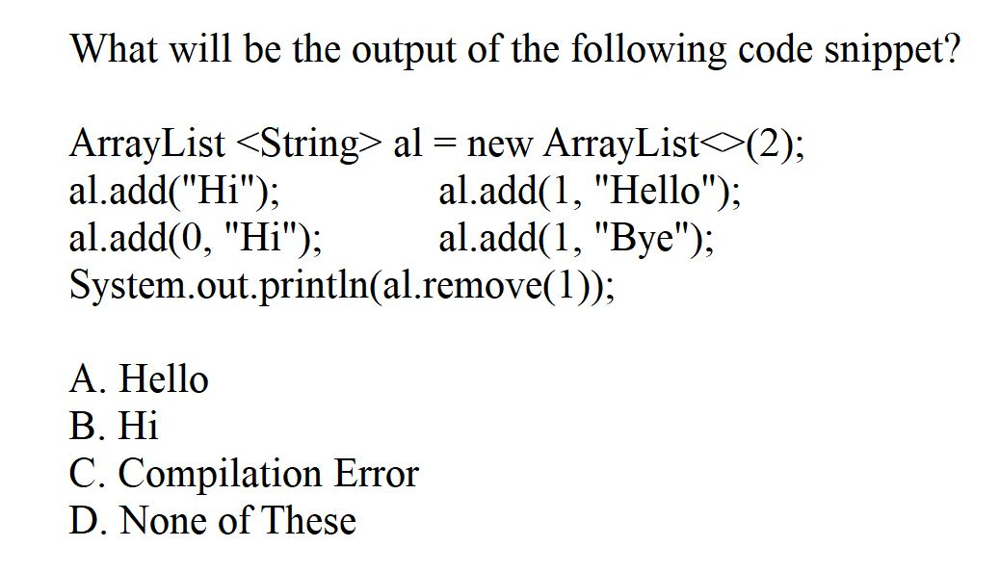 What will be the output of the following code snippet?
ArrayList <String> al = new ArrayList<>(2);
al.add("Hi"); al.add(1, "Hello");
al.add(0, "Hi"); al.add(1, "Bye");
System.out.println(al.remove(1));
A. Hello
B. Hi
C. Compilation Error
D. None of These